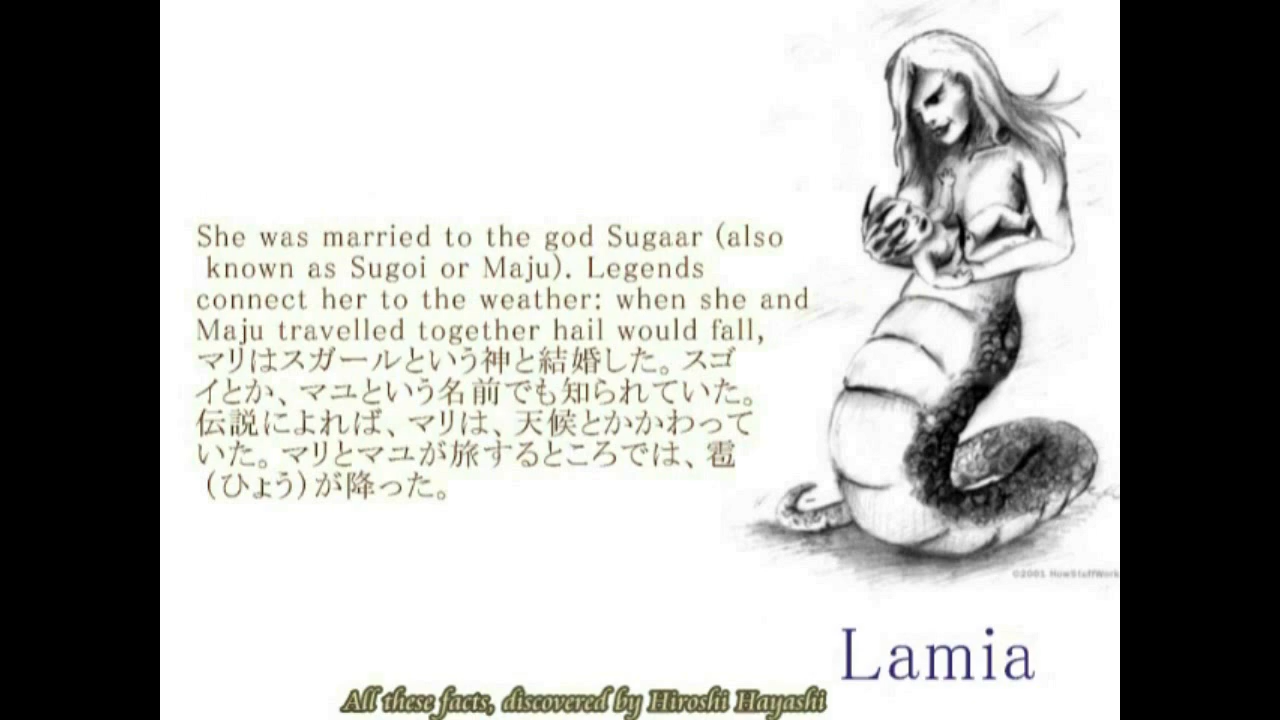 She was married to the god Sugaar (also
known as Sugoi or Maju). Legends
connect her to the weather: when she and
Maju travelled together hail would fall,
マリはスガールという神と結婚した。スゴ
イとか、マユという名前でも知られていた。
伝説によれば、マリは、天候とかかわって
いた。マリとマユが旅するところでは、雹
（ひょう）が降った。
©2001 HowStuffWork
Lamia
All these facts, discovered by Hiroshi Hayashi